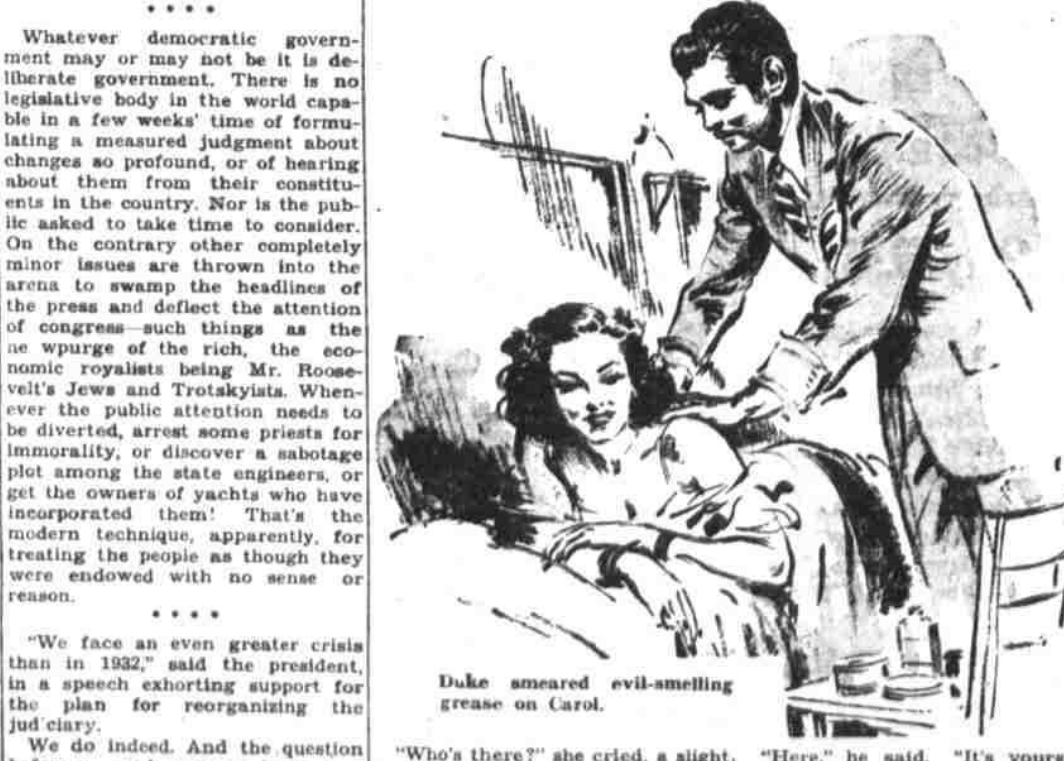 * * * *
Whatever democratic govern-
ment may or may not be it is de-
liberate government. There is no
legislative body in the world capa-
ble in a few weeks' time of formu-
lating a measured judgment about
changes so profound, or of hearing
about them from their constitu-
ents in the country. Nor is the pub-
lic asked to take time to consider.
On the contrary other completely
minor issues are thrown into the
arena to swamp the headlines of
the press and deflect the attention
of congress—such things as the
ne wpurge of the rich, the eco-
nomic royalists being Mr. Roose-
velt's Jews and Trotskyists. When-
ever the public attention needs to
be diverted, arrest some priests for
immorality, or discover a sabotage
plot among the state engineers, or
get the owners of yachts who have
incorporated them! That's the
modern technique, apparently, for
treating the people as though they
were endowed with no sense or
reason.
* * * *
"We face an even greater crisis
than in 1932," said the president,
in a speech exhorting support for
the plan for reorganizing the
jud ciary.
We do indeed. And the question
Duke smeared evil-smelling
grease on Carol.
"Who's there?" she cried, a slight,
"Here," he said. "It's yours